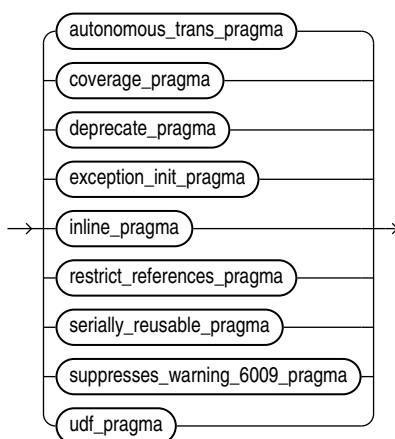 autonomous_trans_pragma
coverage_pragma
deprecate_pragma
exception_init_pragma
inline_pragma
restrict_references_pragma
serially_reusable_pragma
suppresses_warning_6009_pragma
udf_pragma